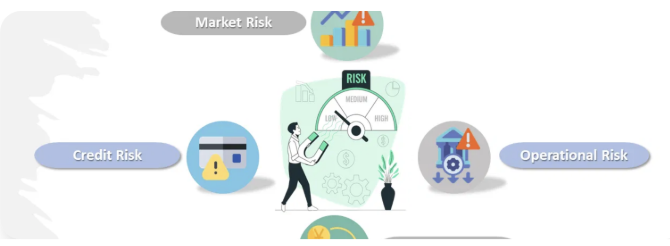 Market Risk
RISK
MEDIUM
LOW
HIGH
Credit Risk
Operational Risk